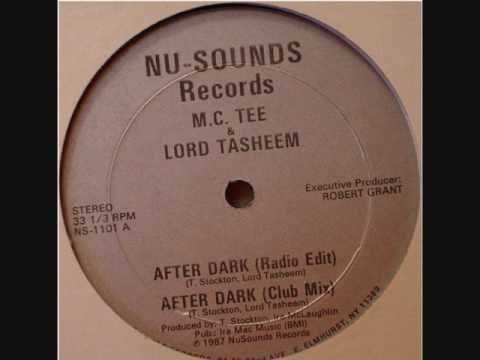 NU-SOUNDS
Records
M.C. TEE
&
LORD TASHEEM
Executive Producer:
ROBERT GRANT
STEREO
33 1/3 RPM
NS-1101 A
AFTER DARK (Radio Edit)
(T. Stockton, Lord Tasheem)
AFTER DARK (Club Mix)
(T. Stockton, Lord Tasheem)
Produced by: T. Stockton, Ira McLaughlin
Pub: Ira Mac Music (BMI)
© 1987 NuSounds Records
E. ELMHURST, NY